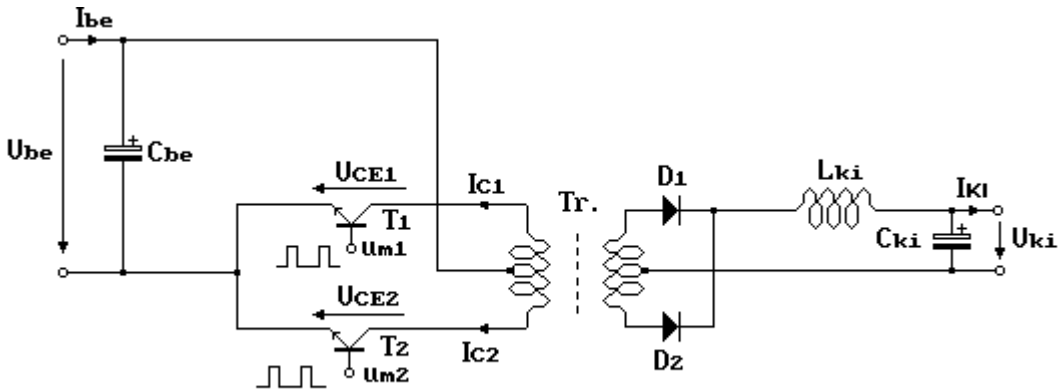 Ibe
+
Ube
Cbe
UCE1
IC1
T1
um1
UCE2
T2
IC2
um2
Tr.
D1
D2
Lki
IKI
+
Cki
Uki